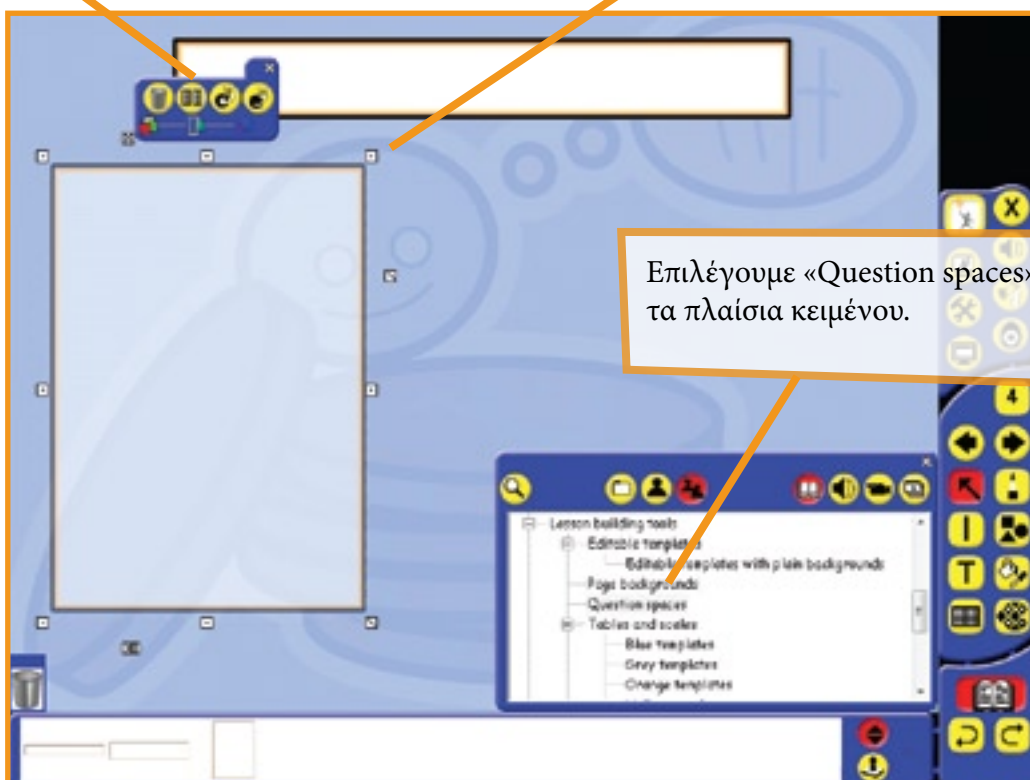 Επιλέγουμε «Question spaces»
τα πλαίσια κειμένου.
4
Lesson building tools
Editable templates
Editable templates with plain backgrounds
Page backgrounds
Question spaces
Tables and scales
Blue templates
Grey templates
Orange templates
T